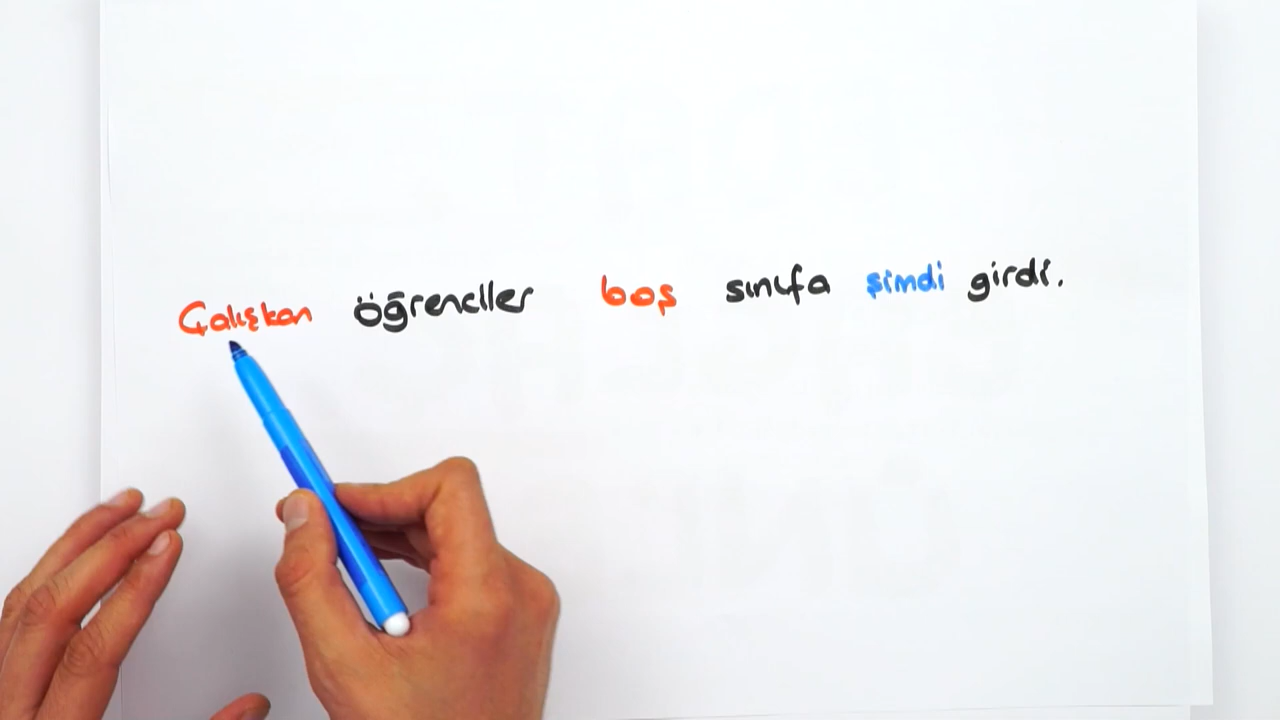 Çalışkan öğrenciler boş sınıfa şimdi girdi.